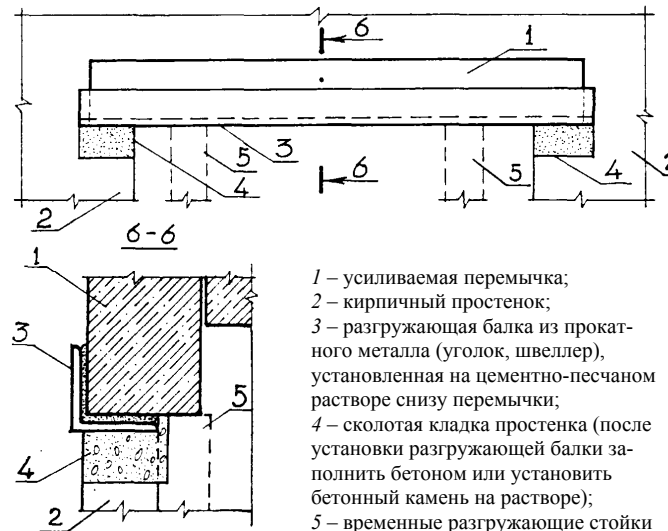 6
1
5
3
6
5
4
4
2
2
6-6
1
3
5
4
2
1 – усиливаемая перемычка;
2 – кирпичный простенок;
3 – разгружающая балка из прокат-
ного металла (уголок, швеллер),
установленная на цементно-песчаном
растворе снизу перемычки;
4 – сколотая кладка простенка (после
установки разгружающей балки за-
полнить бетоном или установить
бетонный камень на растворе);
5 – временные разгружающие стойки